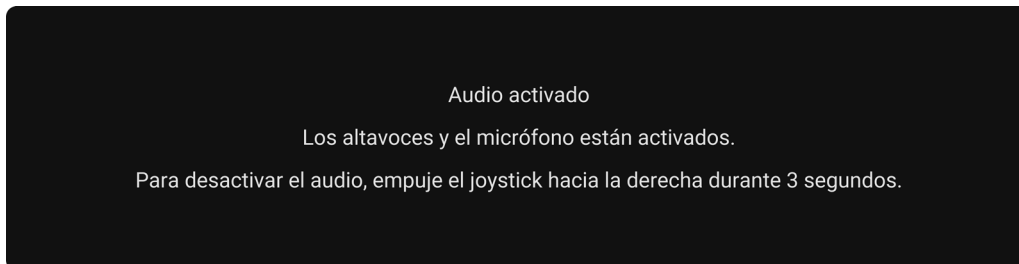 Audio activado
Los altavoces y el micrófono están activados.
Para desactivar el audio, empuje el joystick hacia la derecha durante 3 segundos.